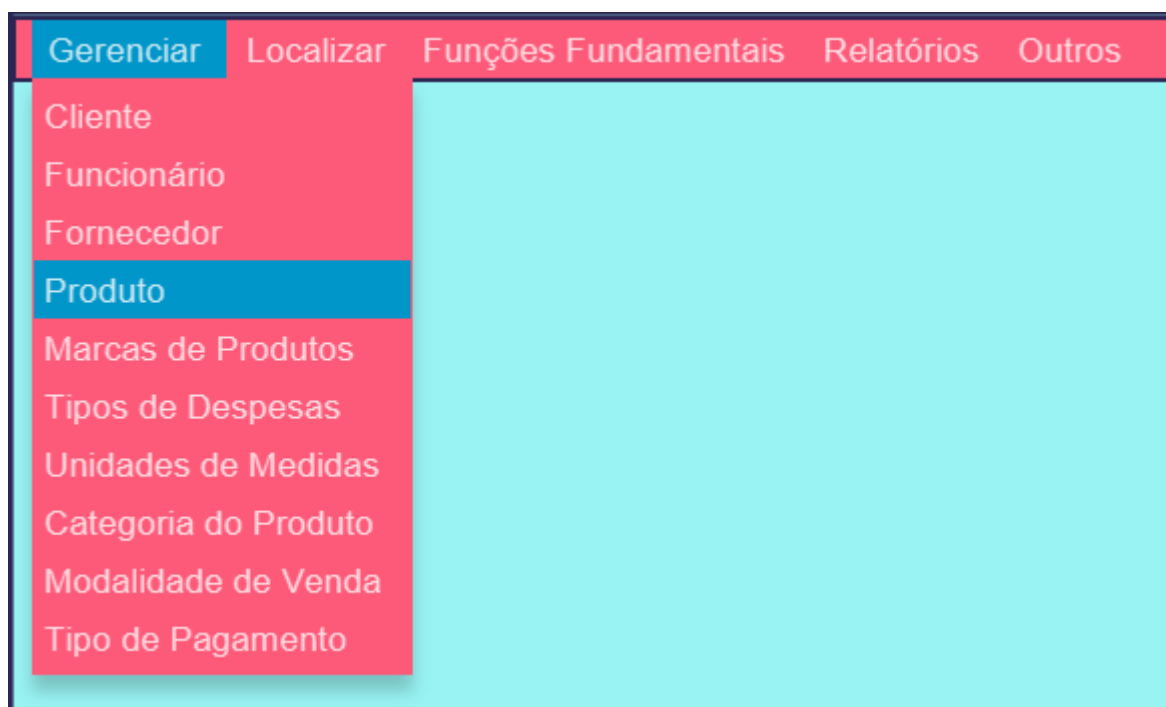 Gerenciar Localizar Funções Fundamentais Relatórios Outros
Cliente
Funcionário
Fornecedor
Produto
Marcas de Produtos
Tipos de Despesas
Unidades de Medidas
Categoria do Produto
Modalidade de Venda
Tipo de Pagamento